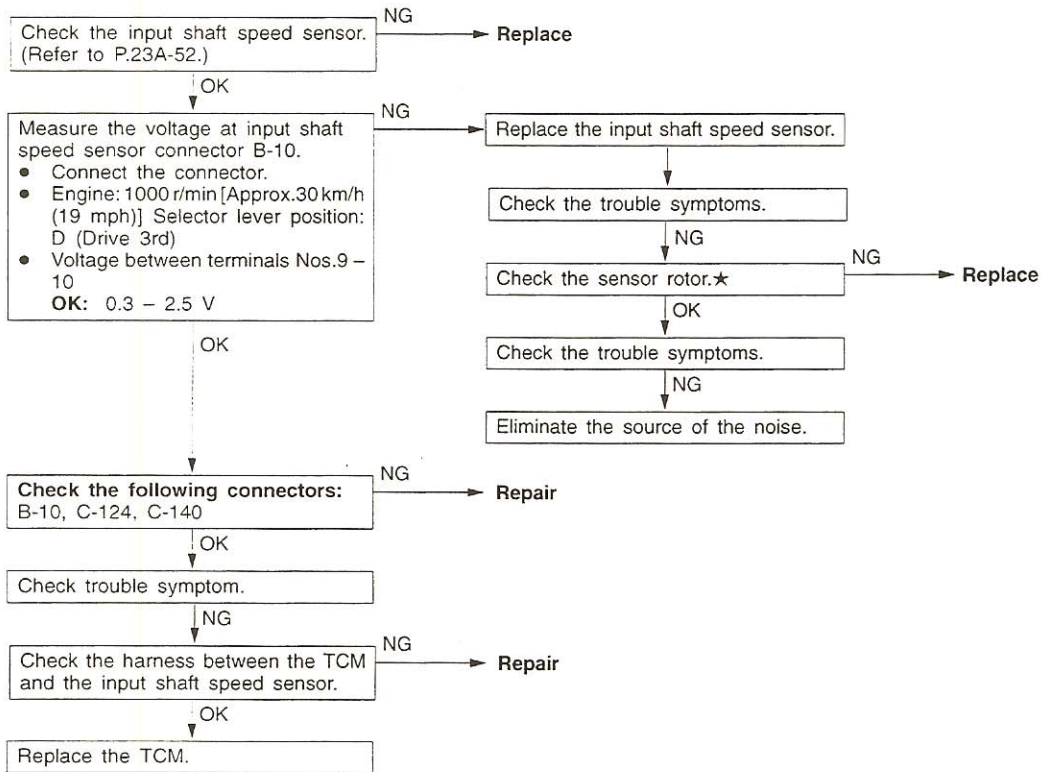 NG
Check the input shaft speed sensor.
Replace
(Refer to P.23A-52.)
OK
NG
Measure the voltage at input shaft
speed sensor connector B-10.
● Connect the connector.
● Engine: 1000 r/min [Approx.30 km/h
(19 mph)] Selector lever position:
D (Drive 3rd)
● Voltage between terminals Nos.9 –
10
OK: 0.3 – 2.5 V
Replace the input shaft speed sensor.
Check the trouble symptoms.
NG
NG
Check the sensor rotor.★
Replace
OK
Check the trouble symptoms.
NG
Eliminate the source of the noise.
OK
NG
Check the following connectors:
B-10, C-124, C-140
Repair
OK
Check trouble symptom.
NG
NG
Check the harness between the TCM
and the input shaft speed sensor.
Repair
OK
Replace the TCM.